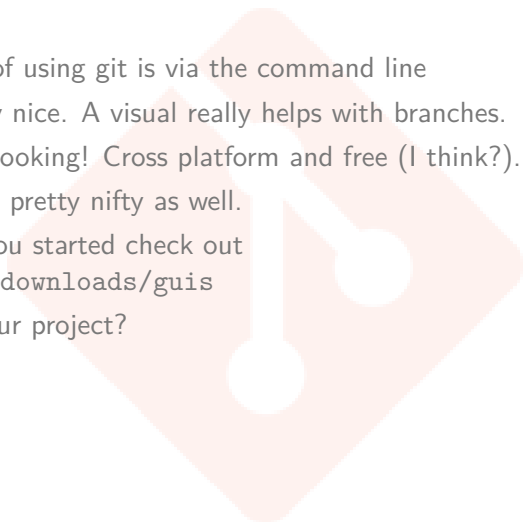 of using git is via the command line
nice. A visual really helps with branches.
ooking! Cross platform and free (I think?).
pretty nifty as well.
ou started check out
downloads/guis
ur project?